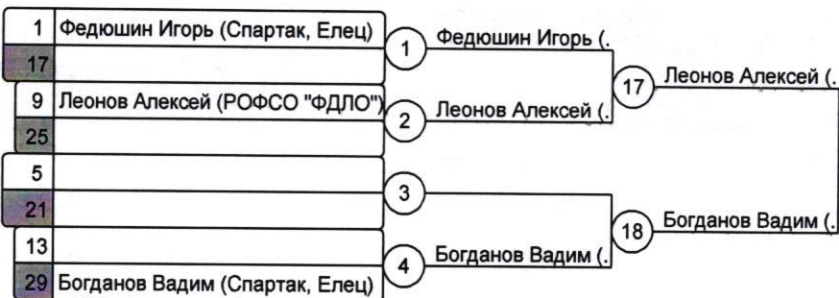 1 Федюшин Игорь (Спартак, Елец)
17
1
Федюшин Игорь (.
9 Леонов Алексей (РОФСО "ФДЛО")
25
2
Леонов Алексей (.
17
Леонов Алексей (.
5
21
3
13
29 Богданов Вадим (Спартак, Елец)
4
Богданов Вадим (.
18
Богданов Вадим (.